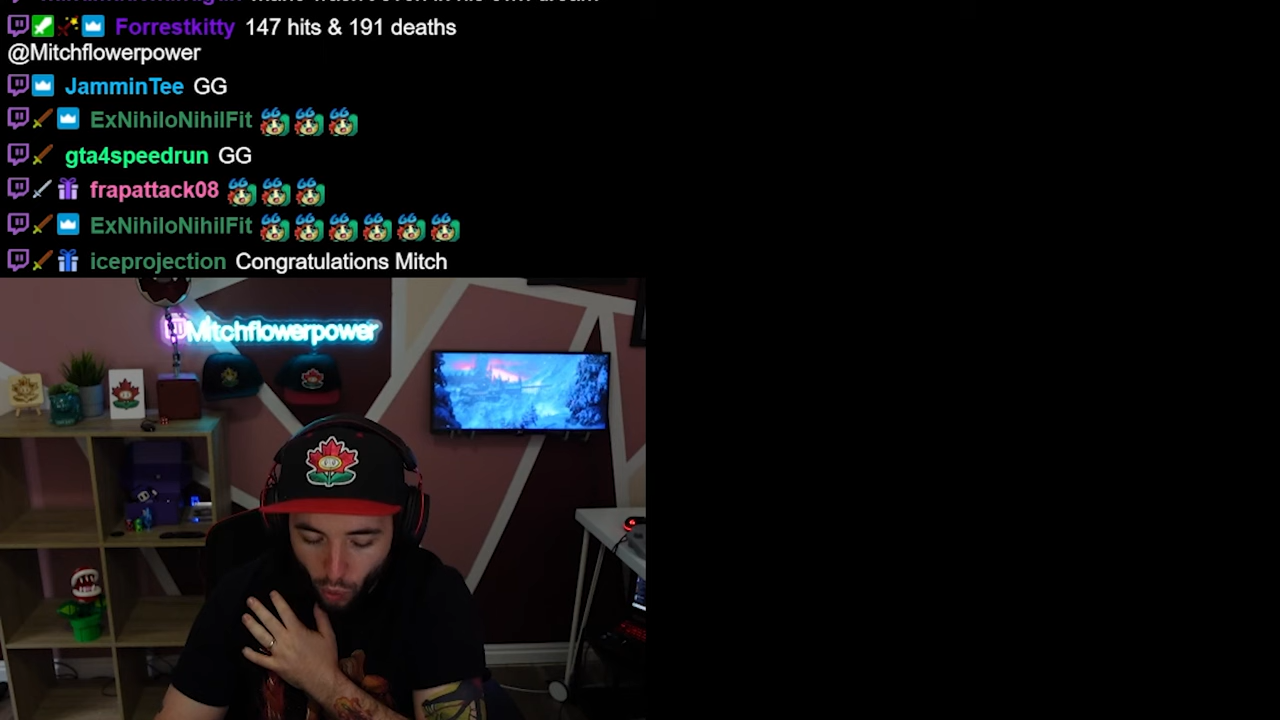 Forrestkitty 147 hits & 191 deaths
@Mitchflowerpower
JamminTee GG
ExNihiloNihilFit
gta4speedrun GG
frapattack08
ExNihiloNihilFit
iceprojection Congratulations Mitch
Mitchflowerpower